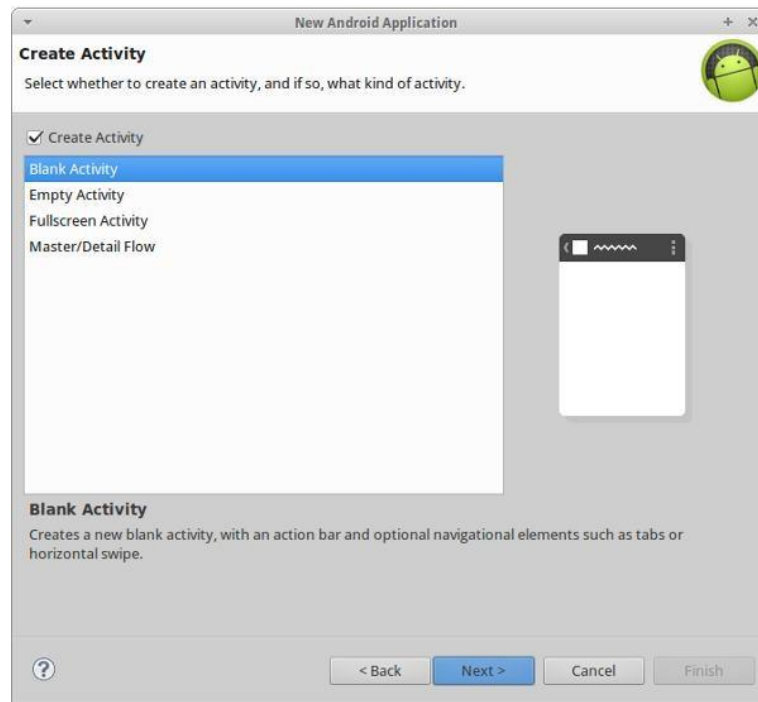 New Android Application
Create Activity
Select whether to create an activity, and if so, what kind of activity.
Create Activity
Blank Activity
Empty Activity
Fullscreen Activity
Master/Detail Flow
Blank Activity
Creates a new blank activity, with an action bar and optional navigational elements such as tabs or
horizontal swipe.
? < Back Next > Cancel Finish